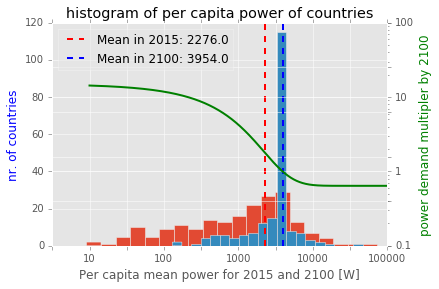 histogram of per capita power of countries
120
100
80
60
40
20
0
nr. of countries
Mean in 2015: 2276.0
Mean in 2100: 3954.0
100
10
1
0.1
power demand multiplier by 2100
10
100
1000
10000
100000
Per capita mean power for 2015 and 2100 [W]